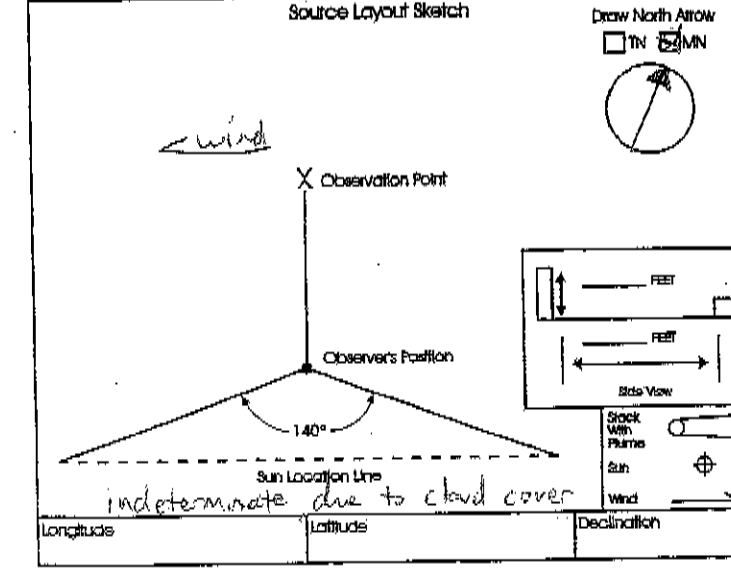 Source Layout Sketch
Draw North Arrow
TN MN
wind
X Observation Point
FEET
Observer's Position
FEET
Side View
140°
Stack
With
Plume
Sun
Sun Location Line
indeterminate due to cloud cover
Wind
Longitude
Latitude
Declination